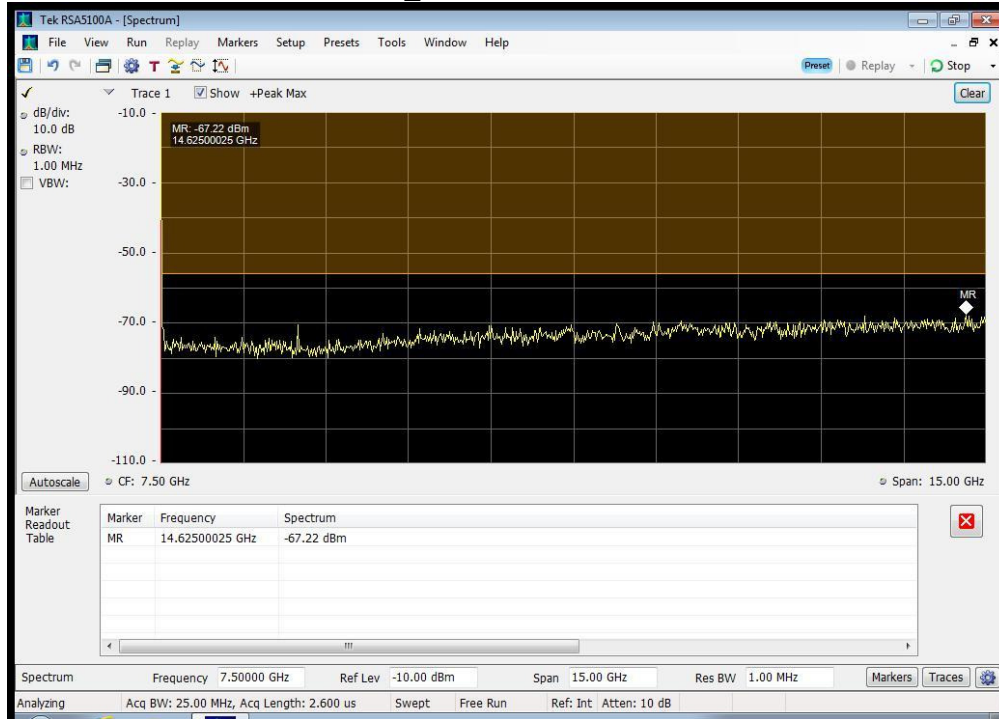 Tek RSA5100A - [Spectrum]
File View Run Replay Markers Setup Presets Tools Window Help
T Preset Replay Stop
Trace 1 Show +Peak Max Clear
dB/div:
10.0 dB
RBW:
1.00 MHz
VBW:
-10.0 -
-30.0 -
-50.0 -
-70.0 -
-90.0 -
-110.0 -
MR: -67.22 dBm
14.62500025 GHz
MR
Autoscale CF: 7.50 GHz Span: 15.00 GHz
Marker
Readout
Table
Marker Frequency Spectrum
MR 14.62500025 GHz -67.22 dBm
Spectrum Frequency 7.50000 GHz Ref Lev -10.00 dBm Span 15.00 GHz Res BW 1.00 MHz Markers Traces
Analyzing Acq BW: 25.00 MHz, Acq Length: 2.600 us Swept Free Run Ref: Int Atten: 10 dB